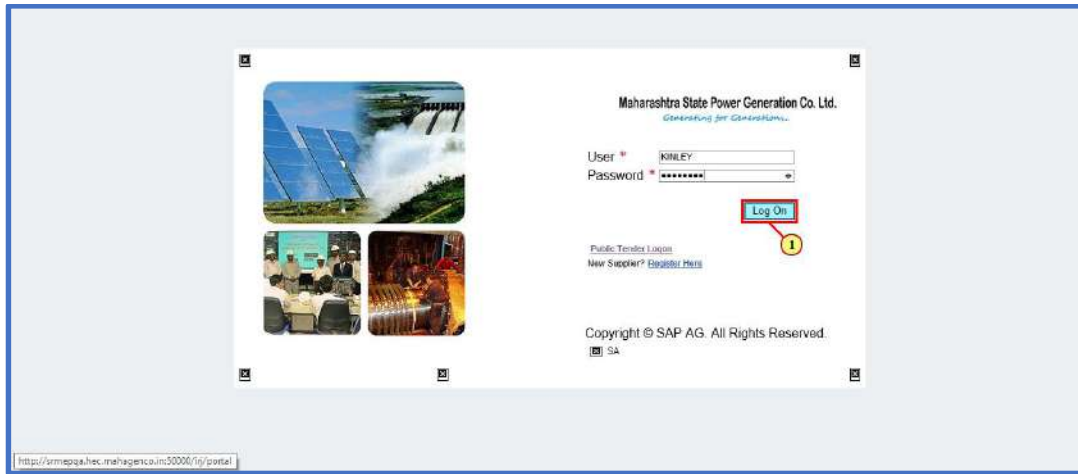 Maharashtra State Power Generation Co. Ltd.
Generating for Generations..
User *
KINLEY
Password *
Log On
1
Public Tender Logon
New Supplier? Register Here
Copyright © SAP AG. All Rights Reserved.
SA
http://srmepqa.hec.mahagenco.in:50000/irj/portal